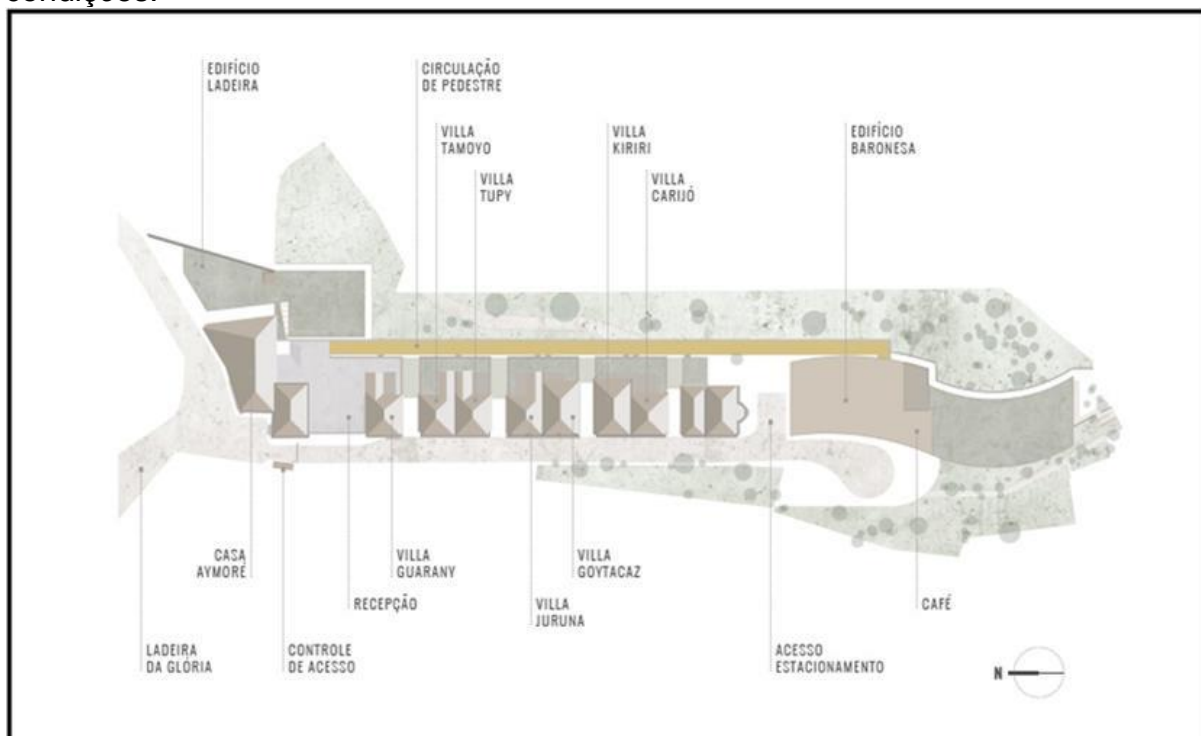 condições.
EDIFÍCIO
LADEIRA
CIRCULAÇÃO
DE PEDESTRE
VILLA
TAMOYO
VILLA
TUPY
VILLA
KIRIRI
VILLA
CARIJÓ
EDIFÍCIO
BARONESA
CASA
AYMORÉ
VILLA
GUARANY
RECEPÇÃO
VILLA
JURUNA
VILLA
GOYTACAZ
CAFÉ
LADEIRA
DA GLÓRIA
CONTROLE
DE ACESSO
ACESSO
ESTACIONAMENTO
N